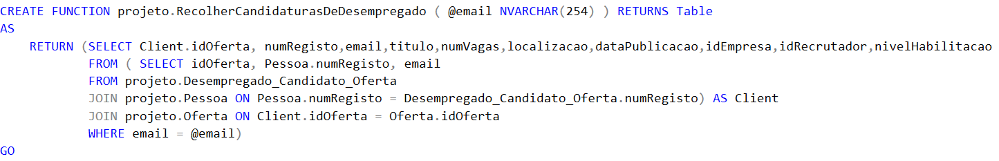 CREATE FUNCTION projeto.RecolherCandidaturasDeDesempregado ( @email NVARCHAR(254) ) RETURNS Table
AS
    RETURN (SELECT Client.idOferta, numRegisto,email,titulo,numVagas,localizacao,dataPublicacao,idEmpresa,idRecrutador,nivelHabilitacao
            FROM ( SELECT idOferta, Pessoa.numRegisto, email
            FROM projeto.Desempregado_Candidato_Oferta
            JOIN projeto.Pessoa ON Pessoa.numRegisto = Desempregado_Candidato_Oferta.numRegisto) AS Client
            JOIN projeto.Oferta ON Client.idOferta = Oferta.idOferta
            WHERE email = @email)
GO